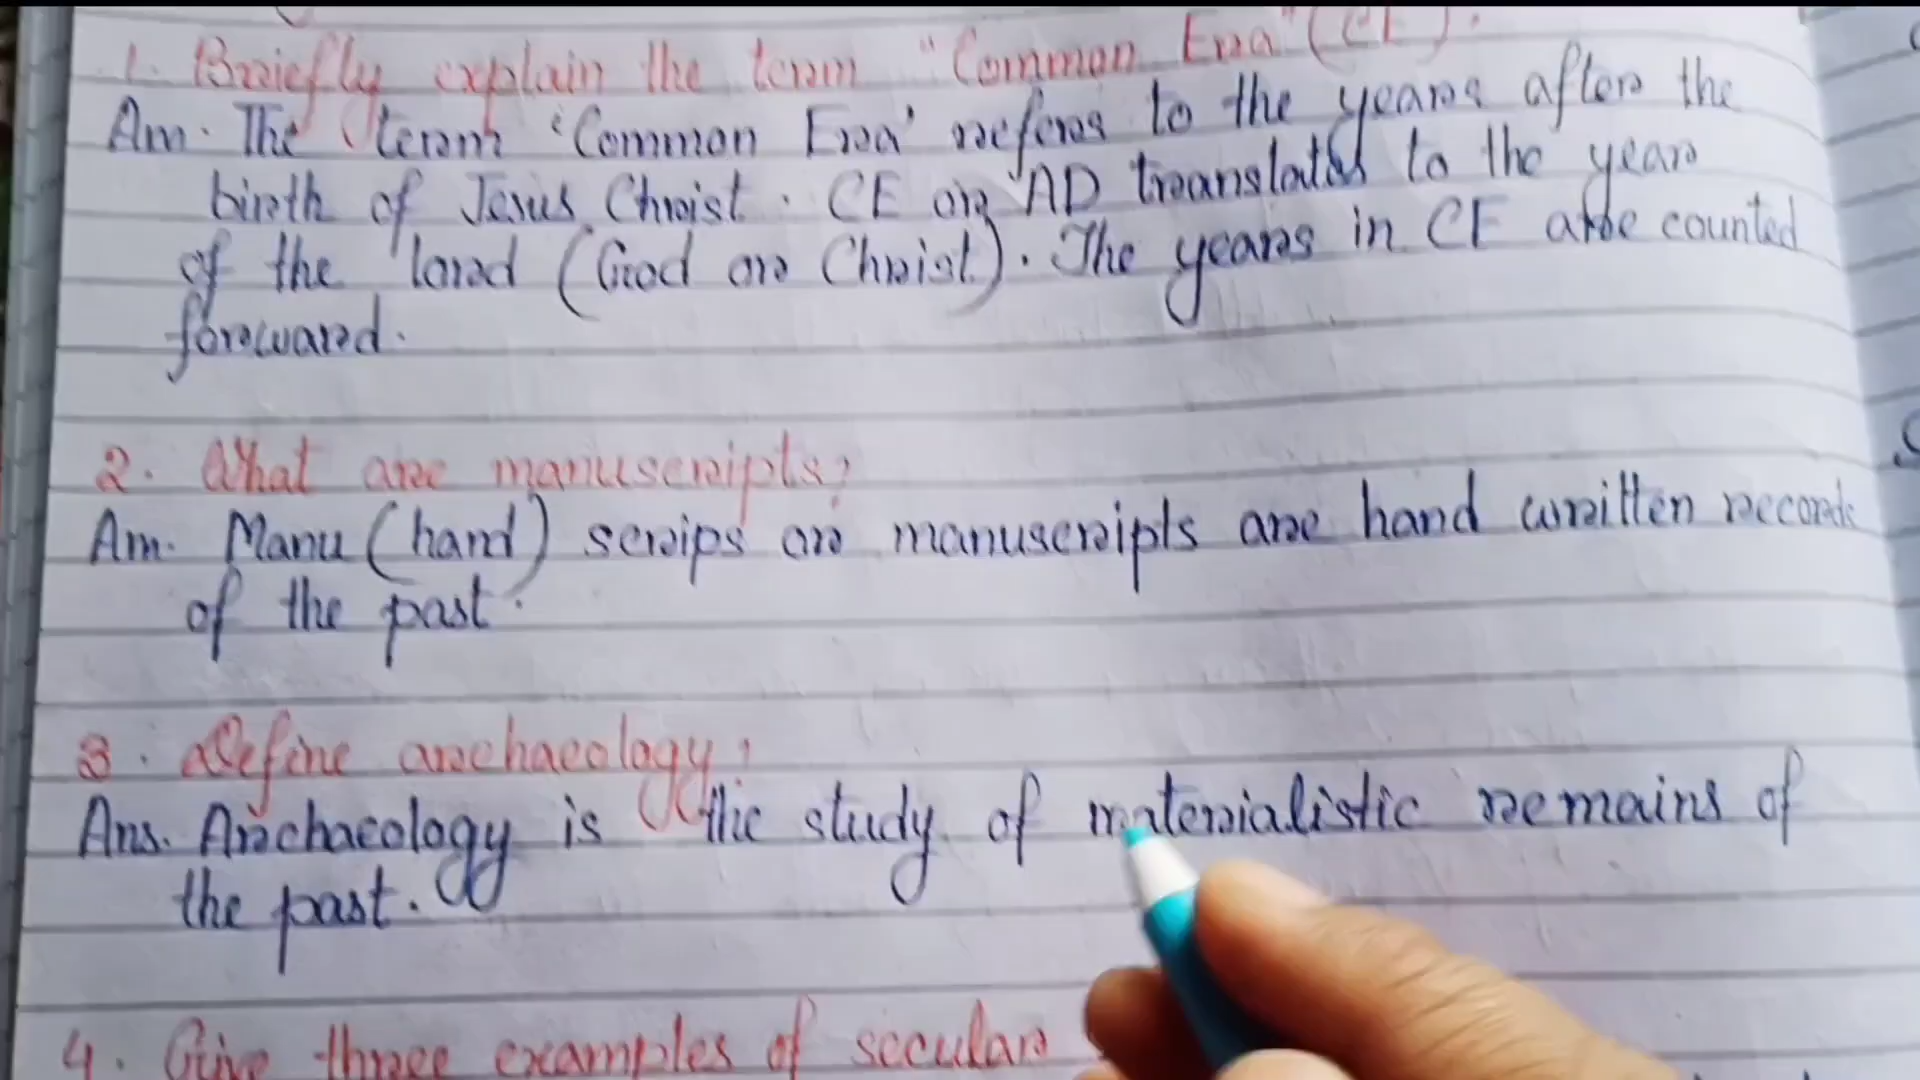 1. Briefly explain the term "Common Era" (CE).
Ans. The term 'Common Era' refers to the years after the
birth of Jesus Christ. CE or AD translates to the year
of the lord (God or Christ). The years in CE are counted
forward.
2. What are manuscripts?
Ans. Manu (hand) scrips or manuscripts are hand written records
of the past.
3. Define archaeology?
Ans. Archaeology is the study of materialistic remains of
the past.
4. Give three examples of secular